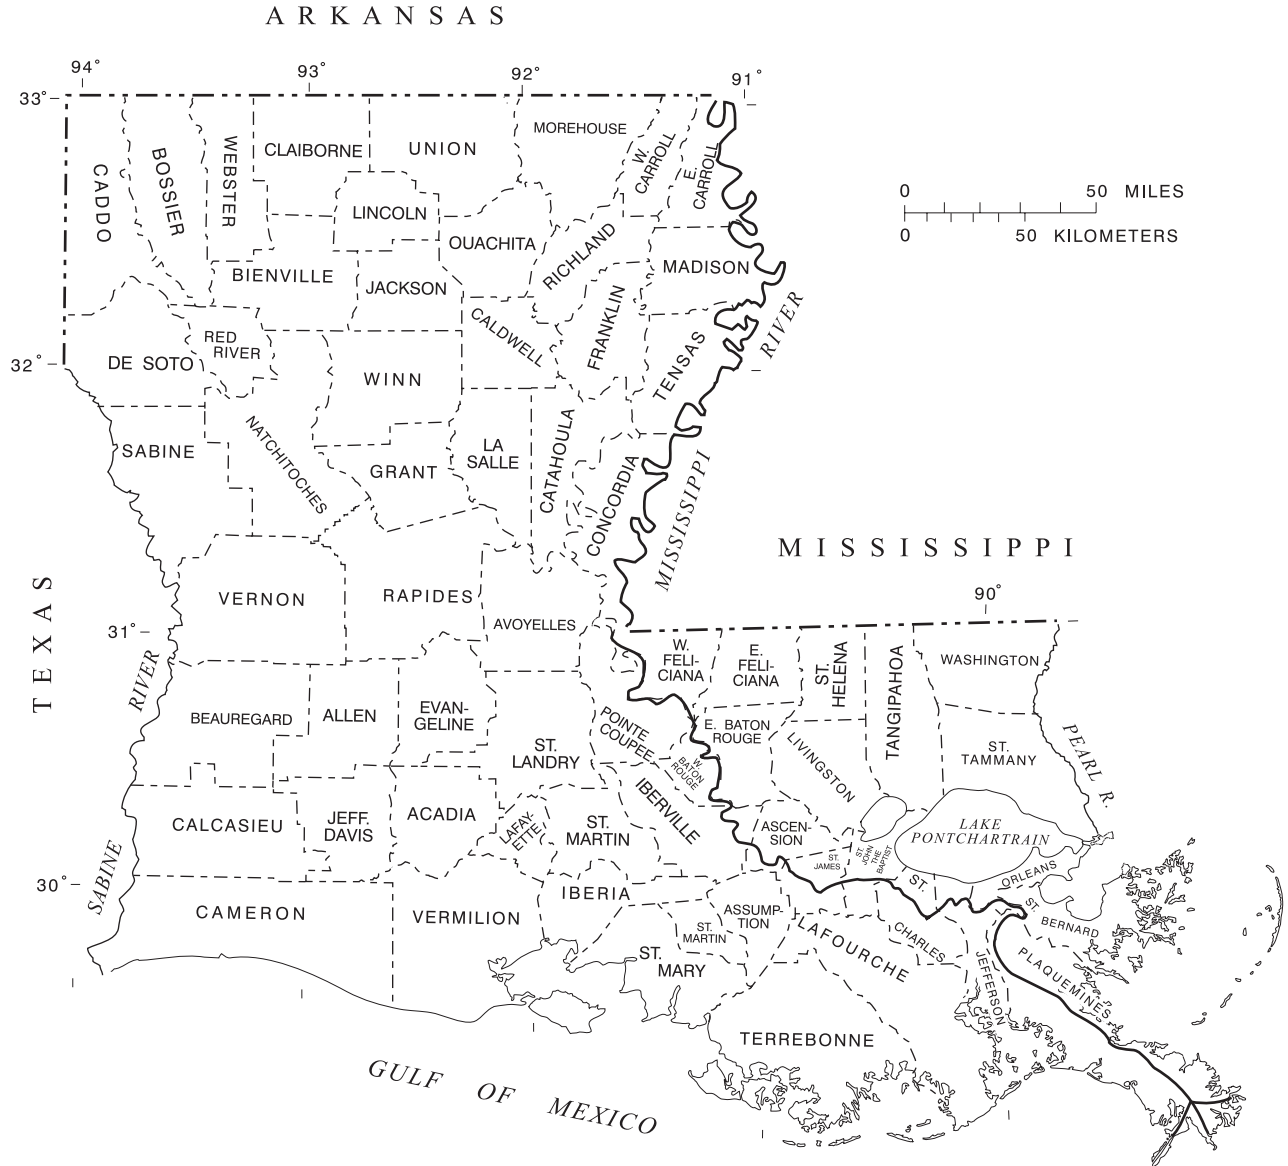 ARKANSAS
94°
93°
92°
91°
33°
CADDO
BOSSIER
WEBSTER
CLAIBORNE
UNION
MOREHOUSE
W.
CARROLL
E.
CARROLL
0 50 MILES
0 50 KILOMETERS
LINCOLN
OUACHITA
RICHLAND
MADISON
BIENVILLE
JACKSON
CALDWELL
FRANKLIN
TENSAS
RED
RIVER
32°
DE SOTO
WINN
SABINE
NATCHITOCHES
GRANT
LA
SALLE
CATAHOULA
CONCORDIA
MISSISSIPPI RIVER
MISSISSIPPI
90°
TEXAS
VERNON
RAPIDES
AVOYELLES
31°
SABINE RIVER
BEAUREGARD
ALLEN
EVAN-
GELINE
ST.
LANDRY
POINTE
COUPEE
W.
FELI-
CIANA
E.
FELI-
CIANA
ST.
HELENA
TANGIPAHOA
WASHINGTON
E. BATON
ROUGE
W.
BATON
ROUGE
LIVINGSTON
ST.
TAMMANY
PEARL R.
CALCASIEU
JEFF.
DAVIS
ACADIA
LAFAY-
ETTE
ST.
MARTIN
IBERVILLE
ASCEN-
SION
ST.
JAMES
ST.
JOHN
THE
BAPTIST
LAKE
PONTCHARTRAIN
ORLEANS
30°
CAMERON
VERMILION
IBERIA
ST.
MARTIN
ASSUMP-
TION
ST.
MARY
LAFOURCHE
ST.
CHARLES
JEFFERSON
ST.
BERNARD
PLAQUEMINES
TERREBONNE
GULF OF MEXICO